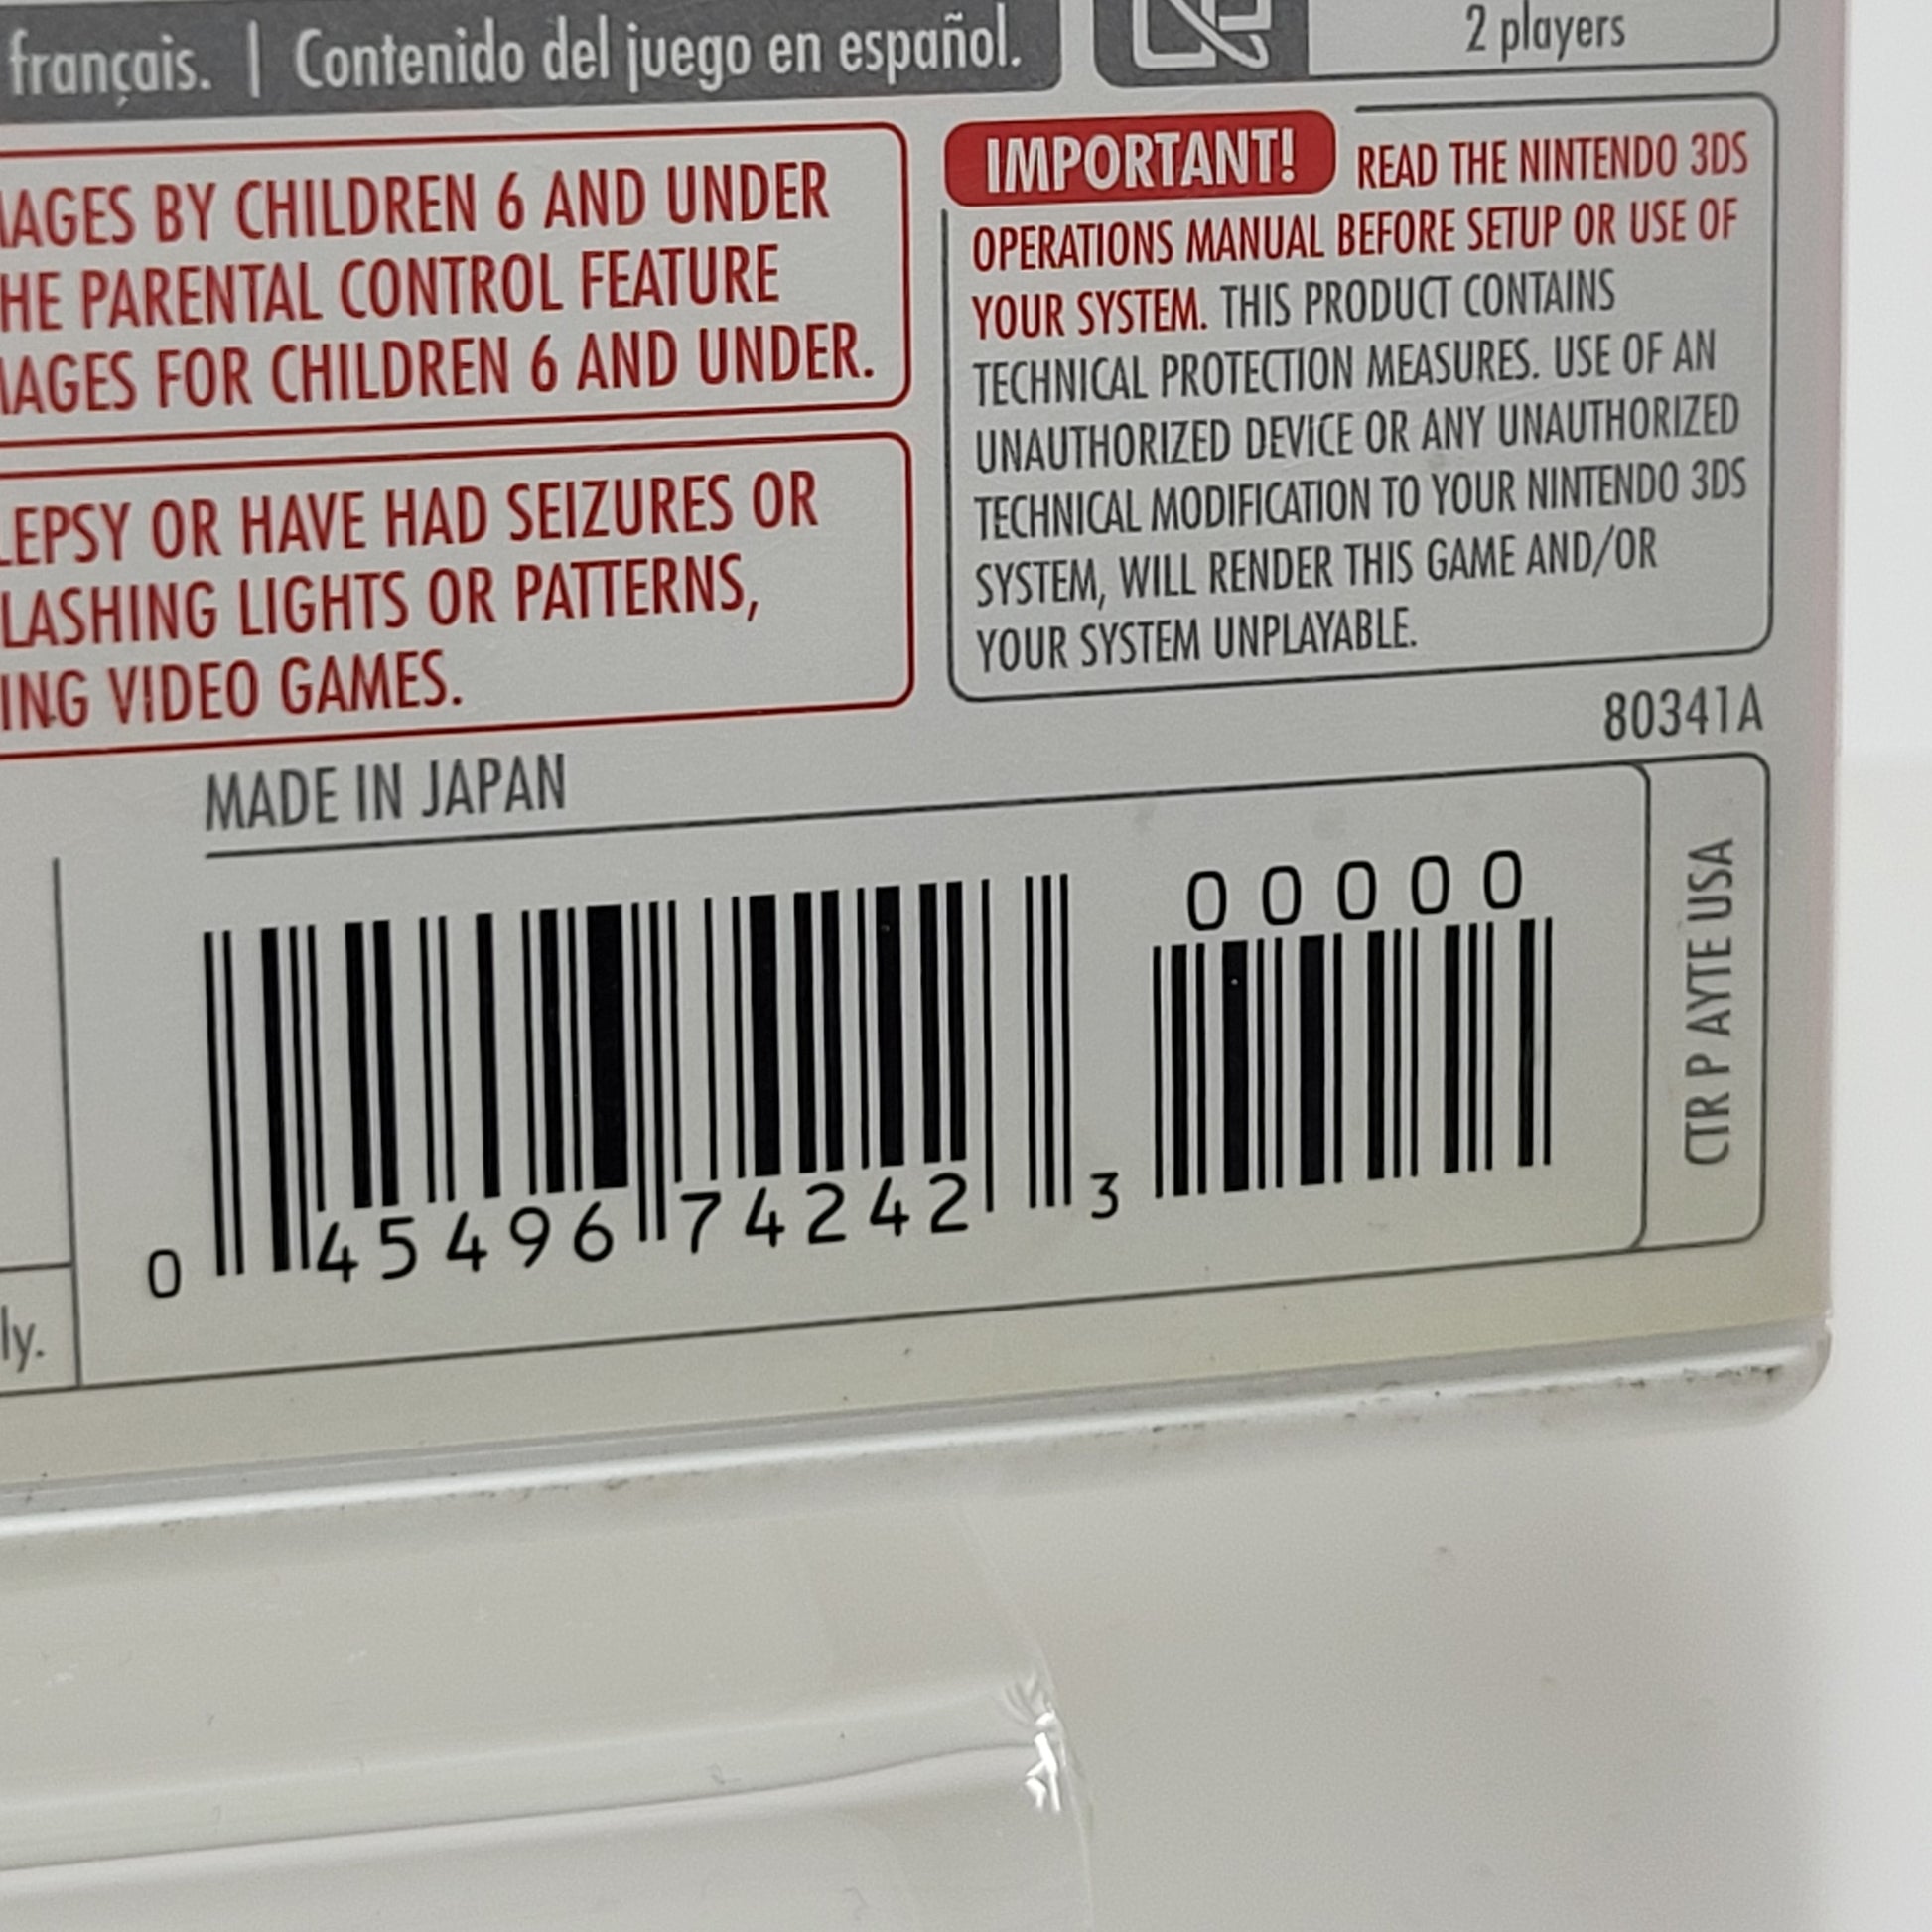 français. | Contenido del juego en español.
2 players
IMAGES BY CHILDREN 6 AND UNDER
THE PARENTAL CONTROL FEATURE
IMAGES FOR CHILDREN 6 AND UNDER.
LEPSY OR HAVE HAD SEIZURES OR
LASHING LIGHTS OR PATTERNS,
ING VIDEO GAMES.
IMPORTANT! READ THE NINTENDO 3DS
OPERATIONS MANUAL BEFORE SETUP OR USE OF
YOUR SYSTEM. THIS PRODUCT CONTAINS
TECHNICAL PROTECTION MEASURES. USE OF AN
UNAUTHORIZED DEVICE OR ANY UNAUTHORIZED
TECHNICAL MODIFICATION TO YOUR NINTENDO 3DS
SYSTEM, WILL RENDER THIS GAME AND/OR
YOUR SYSTEM UNPLAYABLE.
80341A
MADE IN JAPAN
00000
0 45496 74242 3
CTR P AYTE USA
ly.